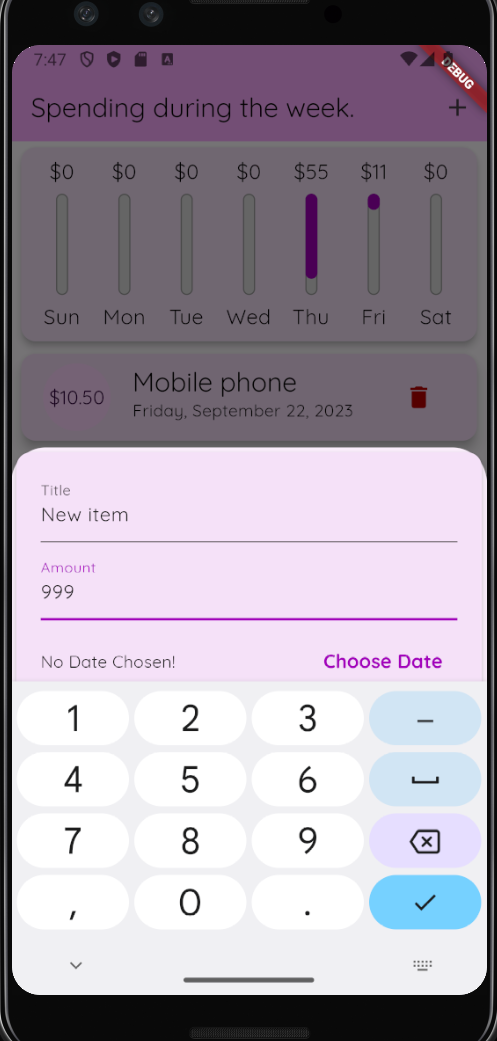 7:47
DEBUG
Spending during the week.
$0 $0 $0 $0 $55 $11 $0
Sun Mon Tue Wed Thu Fri Sat
$10.50
Mobile phone
Friday, September 22, 2023
Title
New item
Amount
999
No Date Chosen! Choose Date
1 2 3 –
4 5 6
7 8 9
, 0 .